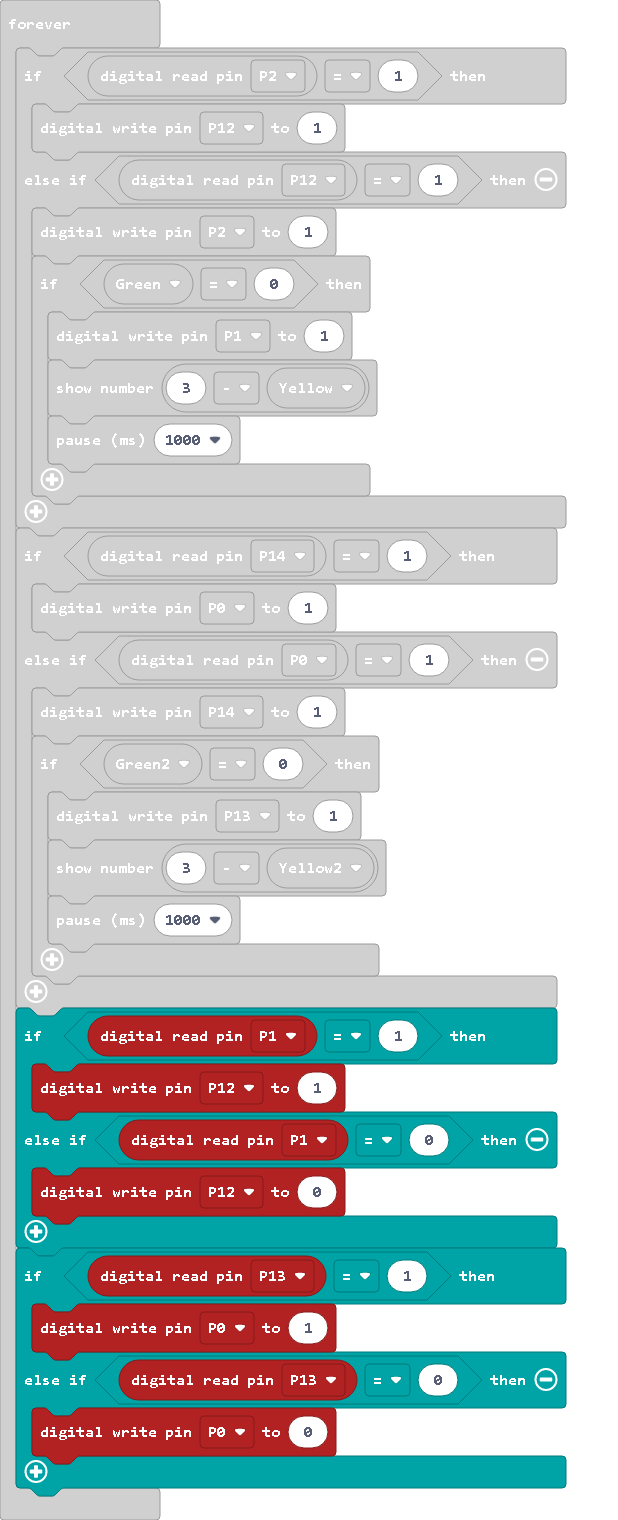 forever
if digital read pin P2 = 1 then
digital write pin P12 to 1
else if digital read pin P12 = 1 then
digital write pin P2 to 1
if Green = 0 then
digital write pin P1 to 1
show number 3 - Yellow
pause (ms) 1000
if digital read pin P14 = 1 then
digital write pin P0 to 1
else if digital read pin P0 = 1 then
digital write pin P14 to 1
if Green2 = 0 then
digital write pin P13 to 1
show number 3 - Yellow2
pause (ms) 1000
if digital read pin P1 = 1 then
digital write pin P12 to 1
else if digital read pin P1 = 0 then
digital write pin P12 to 0
if digital read pin P13 = 1 then
digital write pin P0 to 1
else if digital read pin P13 = 0 then
digital write pin P0 to 0